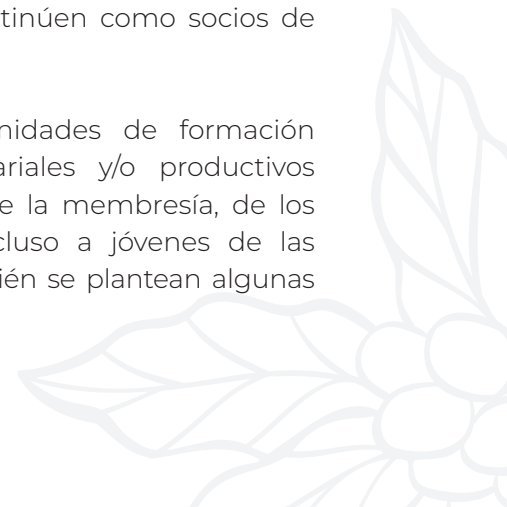 tinúen como socios de
nidades de formación
ariales y/o productivos
e la membresía, de los
cluso a jóvenes de las
ién se plantean algunas